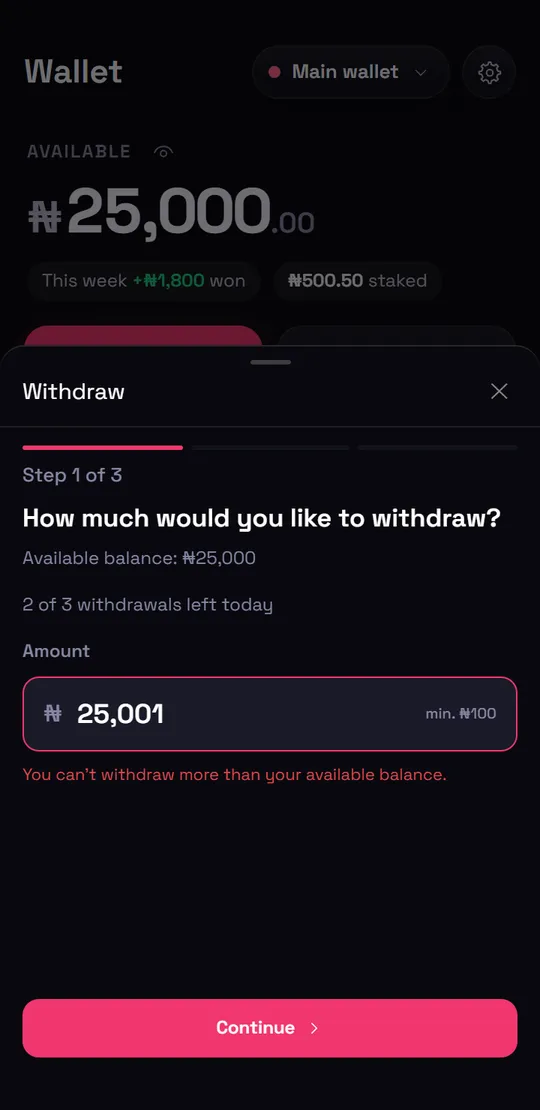 Wallet
Main wallet
AVAILABLE
₦25,000.00
This week +₦1,800 won
₦500.50 staked
Withdraw
Step 1 of 3
How much would you like to withdraw?
Available balance: ₦25,000
2 of 3 withdrawals left today
Amount
₦ 25,001 min. ₦100
You can't withdraw more than your available balance.
Continue